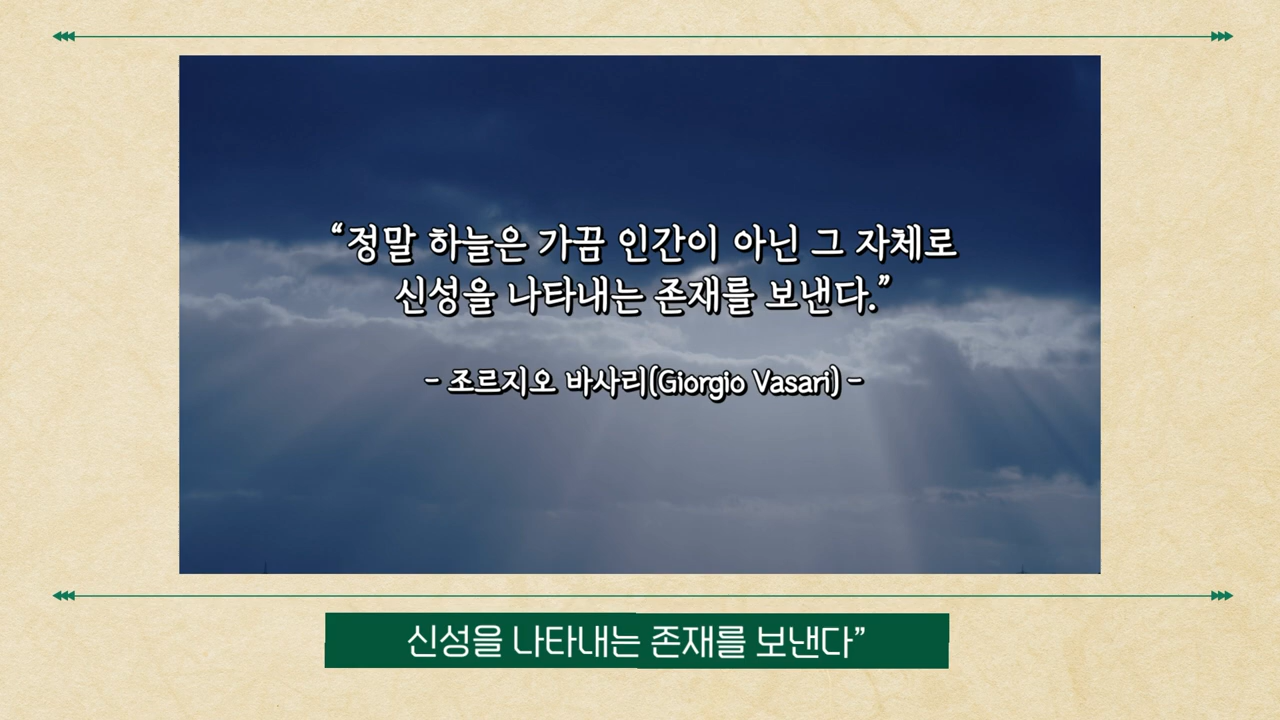 “정말 하늘은 가끔 인간이 아닌 그 자체로
신성을 나타내는 존재를 보낸다.”
- 조르지오 바사리(Giorgio Vasari) -
신성을 나타내는 존재를 보낸다”